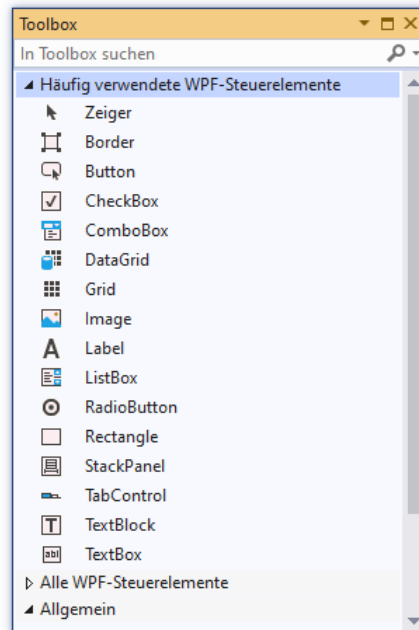 Toolbox
In Toolbox suchen
Häufig verwendete WPF-Steuerelemente
Zeiger
Border
Button
CheckBox
ComboBox
DataGrid
Grid
Image
A Label
ListBox
RadioButton
Rectangle
StackPanel
TabControl
T TextBlock
abl TextBox
Alle WPF-Steuerelemente
Allgemein